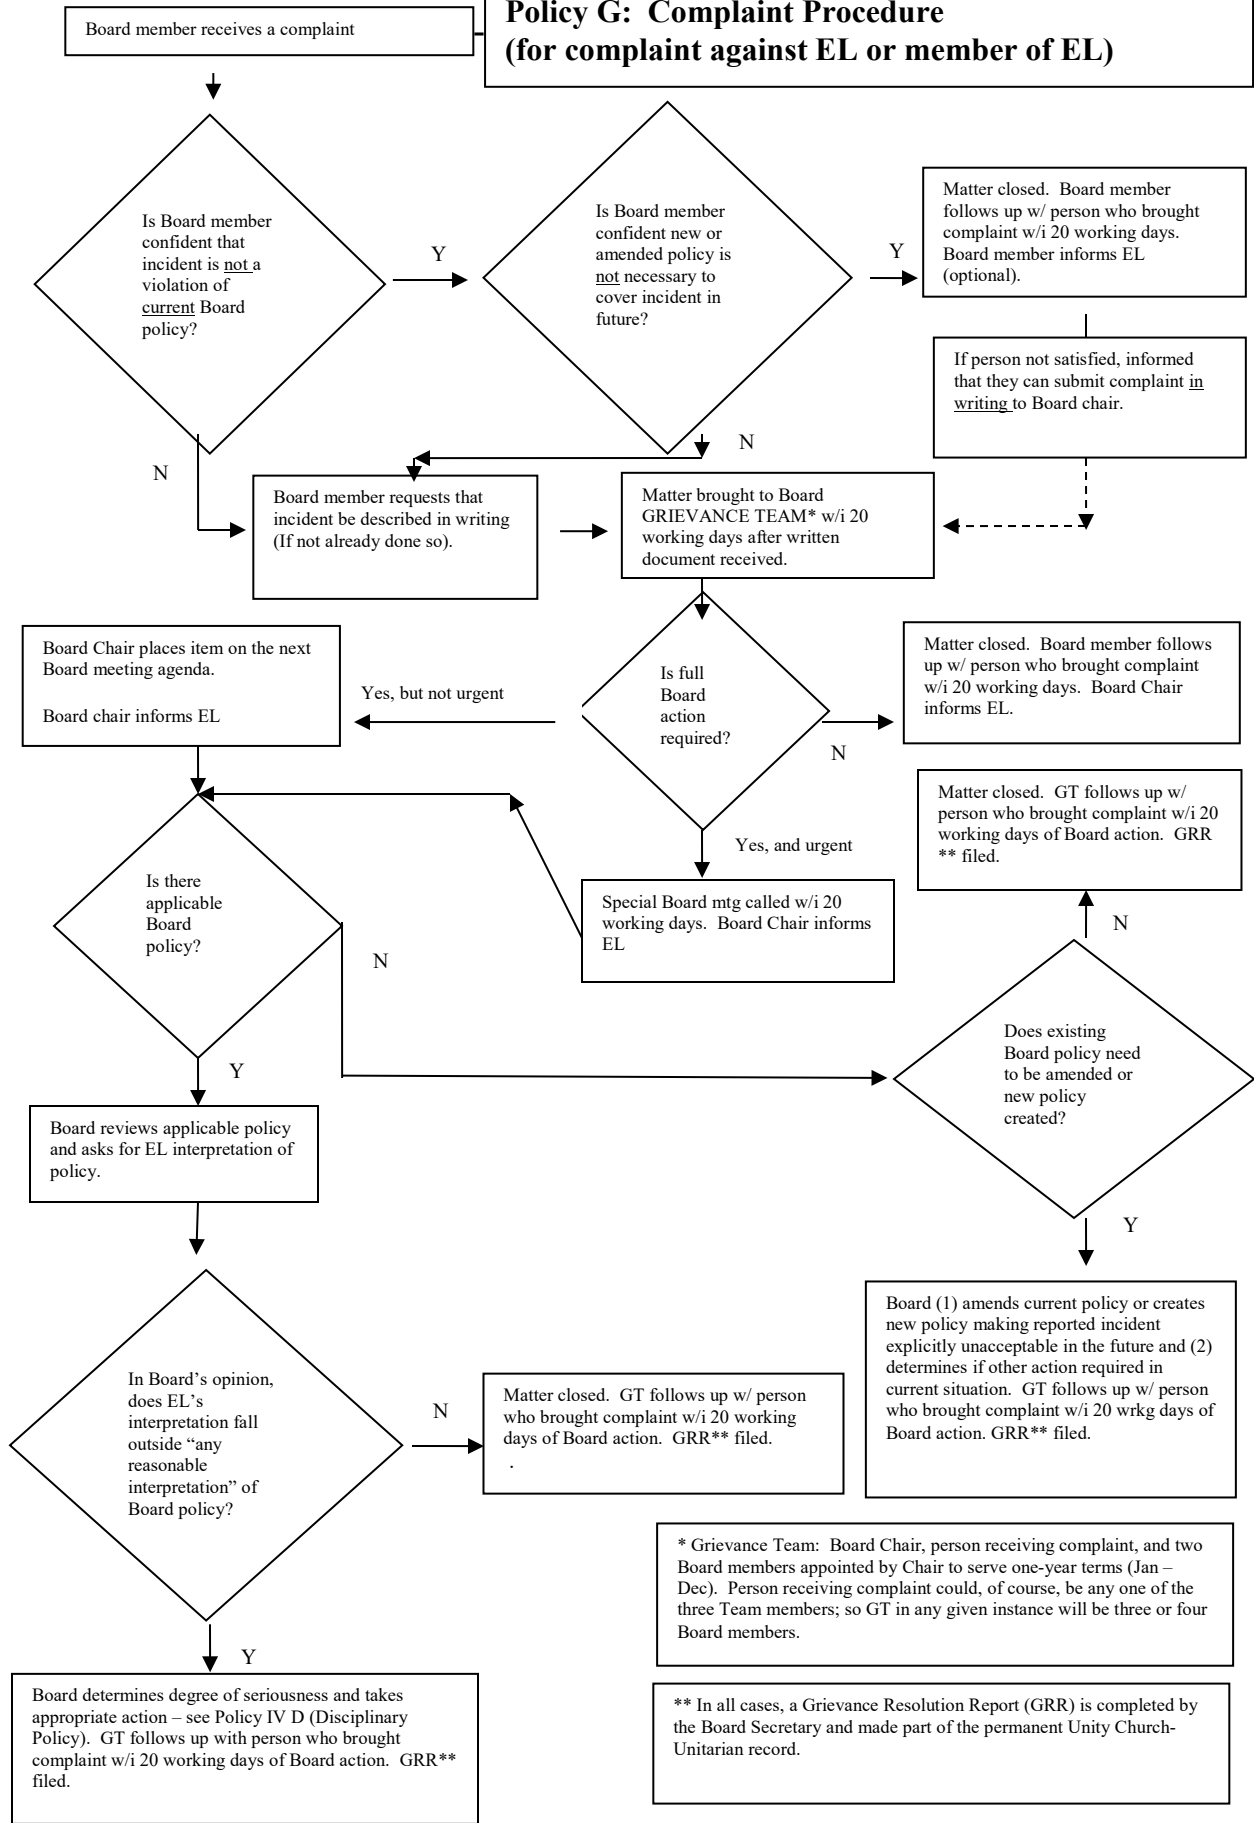 Policy G:  Complaint Procedure
(for complaint against EL or member of EL)
Board member receives a complaint
Is Board member
confident that
incident is not a
violation of
current Board
policy?
Y
Is Board member
confident new or
amended policy is
not necessary to
cover incident in
future?
Y
Matter closed.  Board member
follows up w/ person who brought
complaint w/i 20 working days.
Board member informs EL
(optional).
If person not satisfied, informed
that they can submit complaint in
writing to Board chair.
N
N
Board member requests that
incident be described in writing
(If not already done so).
Matter brought to Board
GRIEVANCE TEAM* w/i 20
working days after written
document received.
Board Chair places item on the next
Board meeting agenda.
Board chair informs EL
Yes, but not urgent
Is full
Board
action
required?
N
Matter closed.  Board member follows
up w/ person who brought complaint
w/i 20 working days.  Board Chair
informs EL.
Yes, and urgent
Matter closed.  GT follows up w/
person who brought complaint w/i 20
working days of Board action.  GRR
** filed.
Is there
applicable
Board
policy?
N
Special Board mtg called w/i 20
working days.  Board Chair informs
EL
N
Does existing
Board policy need
to be amended or
new policy
created?
Y
Y
Board reviews applicable policy
and asks for EL interpretation of
policy.
In Board’s opinion,
does EL’s
interpretation fall
outside “any
reasonable
interpretation” of
Board policy?
N
Matter closed.  GT follows up w/ person
who brought complaint w/i 20 working
days of Board action.  GRR** filed.
.
Board (1) amends current policy or creates
new policy making reported incident
explicitly unacceptable in the future and (2)
determines if other action required in
current situation.  GT follows up w/ person
who brought complaint w/i 20 wrkg days of
Board action. GRR** filed.
* Grievance Team:  Board Chair, person receiving complaint, and two
Board members appointed by Chair to serve one-year terms (Jan –
Dec).  Person receiving complaint could, of course, be any one of the
three Team members; so GT in any given instance will be three or four
Board members.
Y
Board determines degree of seriousness and takes
appropriate action – see Policy IV D (Disciplinary
Policy).  GT follows up with person who brought
complaint w/i 20 working days of Board action.  GRR**
filed.
** In all cases, a Grievance Resolution Report (GRR) is completed by
the Board Secretary and made part of the permanent Unity Church-
Unitarian record.